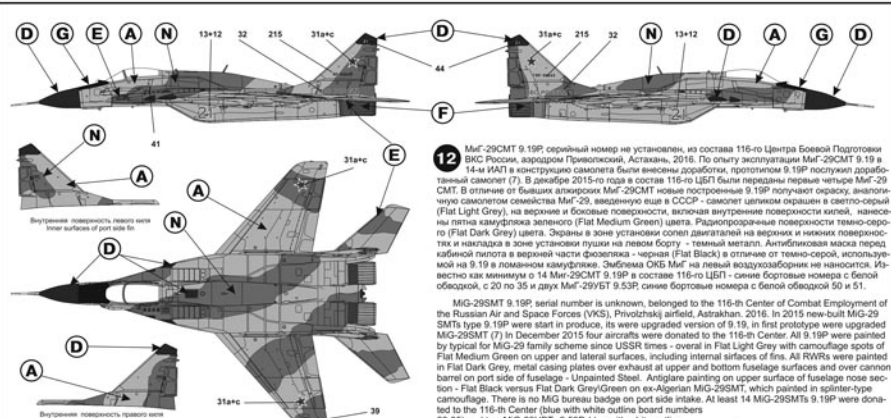 D G E A N 13+12 32 215 31a+c D 31a+c 215 32 N 13+12 D A G D
44
F
41
N
A
Внутренняя поверхность левого киля
Inner surfaces of port side fin
31a+c
E
A
N
D
D
A
Внутренняя поверхность правого киля
31a+c
39
12 МиГ-29СМТ 9.19Р, серийный номер не установлен, из состава 116-го Центра Боевой Подготовки
ВКС России, аэродром Приволжский, Астахань, 2016. По опыту эксплуатации МиГ-29СМТ 9.19 в
14-м ИАП в конструкцию самолета были внесены доработки, прототипом 9.19Р послужил дорабо-
танный самолет (7). В декабре 2015-го года в состав 116-го ЦБП были переданы первые четыре МиГ-29
СМТ. В отличие от бывших алжирских МиГ-29СМТ новые построенные 9.19Р получают окраску, аналогич-
ную самолетом семейства МиГ-29, введенную еще в СССР - самолет целиком окрашен в светло-серый
(Flat Light Grey), на верхние и боковые поверхности, включая внутренние поверхности килей, нанесе-
ны пятна камуфляжа зеленого (Flat Medium Green) цвета. Радиопрозрачные поверхности темно-серо-
го (Flat Dark Grey) цвета. Экраны в зоне установки сопел двигателей на верхних и нижних поверхнос-
тях и накладка в зоне установки пушки на левом борту - темный металл. Антибликовая маска перед
кабиной пилота в верхней части фюзеляжа - черная (Flat Black) в отличие от темно-серой, используе-
мой на 9.19 в ломанном камуфляже. Эмблема ОКБ МиГ на левый воздухозаборник не наносится. Из-
вестно как минимум о 14 Миг-29СМТ 9.19Р в составе 116-го ЦБП - синие бортовые номера с белой
обводкой, с 20 по 35 и двух МиГ-29УБТ 9.53Р, синие бортовые номера с белой обводкой 50 и 51.
MiG-29SMT 9.19P, serial number is unknown, belonged to the 116-th Center of Combat Employment of
the Russian Air and Space Forces (VKS), Privolzhskij airfield, Astrakhan. 2016. In 2015 new-built MiG-29
SMTs type 9.19P were start in produce, its were upgraded version of 9.19, in first prototype were upgraded
MiG-29SMT (7) In December 2015 four aircrafts were donated to the 116-th Center. All 9.19P were painted
by typical for MiG-29 family scheme since USSR times - overal in Flat Light Grey with camouflage spots of
Flat Medium Green on upper and lateral surfaces, including internal sirfaces of fins. All RWRs were painted
in Flat Dark Grey, metal casing plates over exhaust at upper and bottom fuselage surfaces and over cannon
barrel on port side of fuselage - Unpainted Steel. Antiglare painting on upper surface of fuselage nose sec-
tion - Flat Black versus Flat Dark Grey\Green on ex-Algerian MiG-29SMT, which painted in splinter-type
camouflage. There is no MiG bureau badge on port side intake. At least 14 MiG-29SMTs 9.19P were dona-
ted to the 116-th Center (blue with white outline board numbers